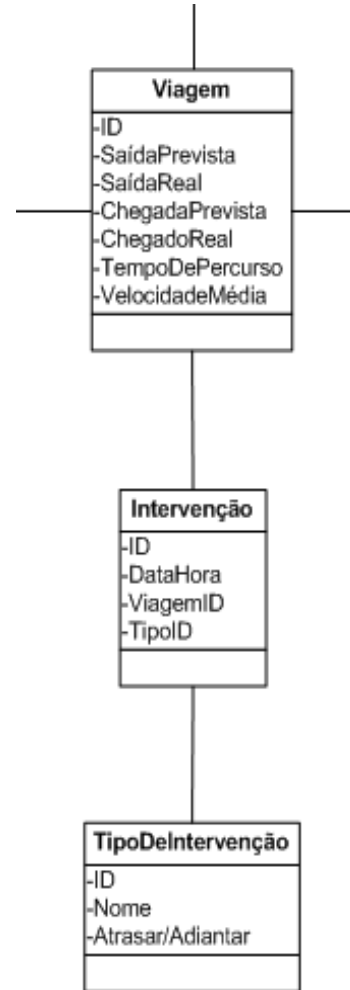 Viagem
-ID
-SaídaPrevista
-SaídaReal
-ChegadaPrevista
-ChegadoReal
-TempoDePercurso
-VelocidadeMédia
Intervenção
-ID
-DataHora
-ViagemID
-TipoID
TipoDeIntervenção
-ID
-Nome
-Atrasar/Adiantar